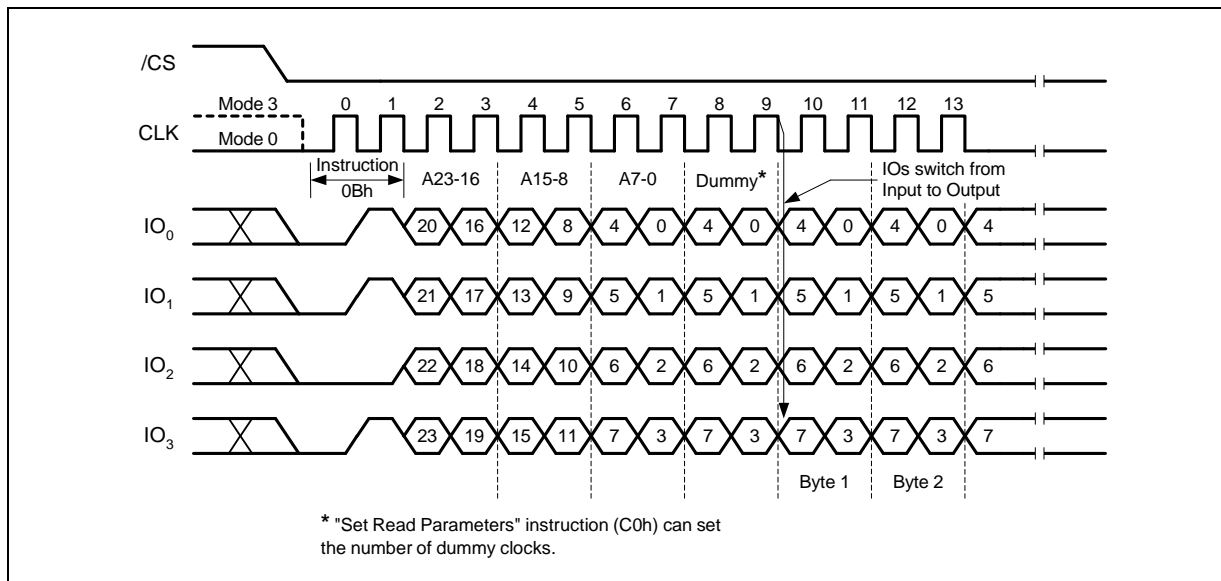 /CS
Mode 3 0 1 2 3 4 5 6 7 8 9 10 11 12 13
CLK
Mode 0
Instruction
0Bh
A23-16 A15-8 A7-0 Dummy*
IOs switch from
Input to Output
IO0 20 16 12 8 4 0 4 0 4 0 4 0 4
IO1 21 17 13 9 5 1 5 1 5 1 5 1 5
IO2 22 18 14 10 6 2 6 2 6 2 6 2 6
IO3 23 19 15 11 7 3 7 3 7 3 7 3 7
Byte 1 Byte 2
* "Set Read Parameters" instruction (C0h) can set
the number of dummy clocks.